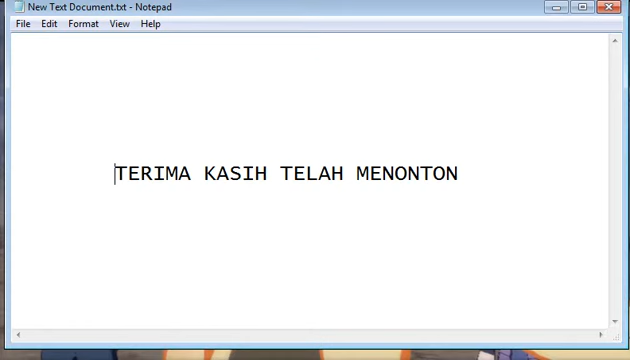 New Text Document.txt - Notepad
File Edit Format View Help
TERIMA KASIH TELAH MENONTON